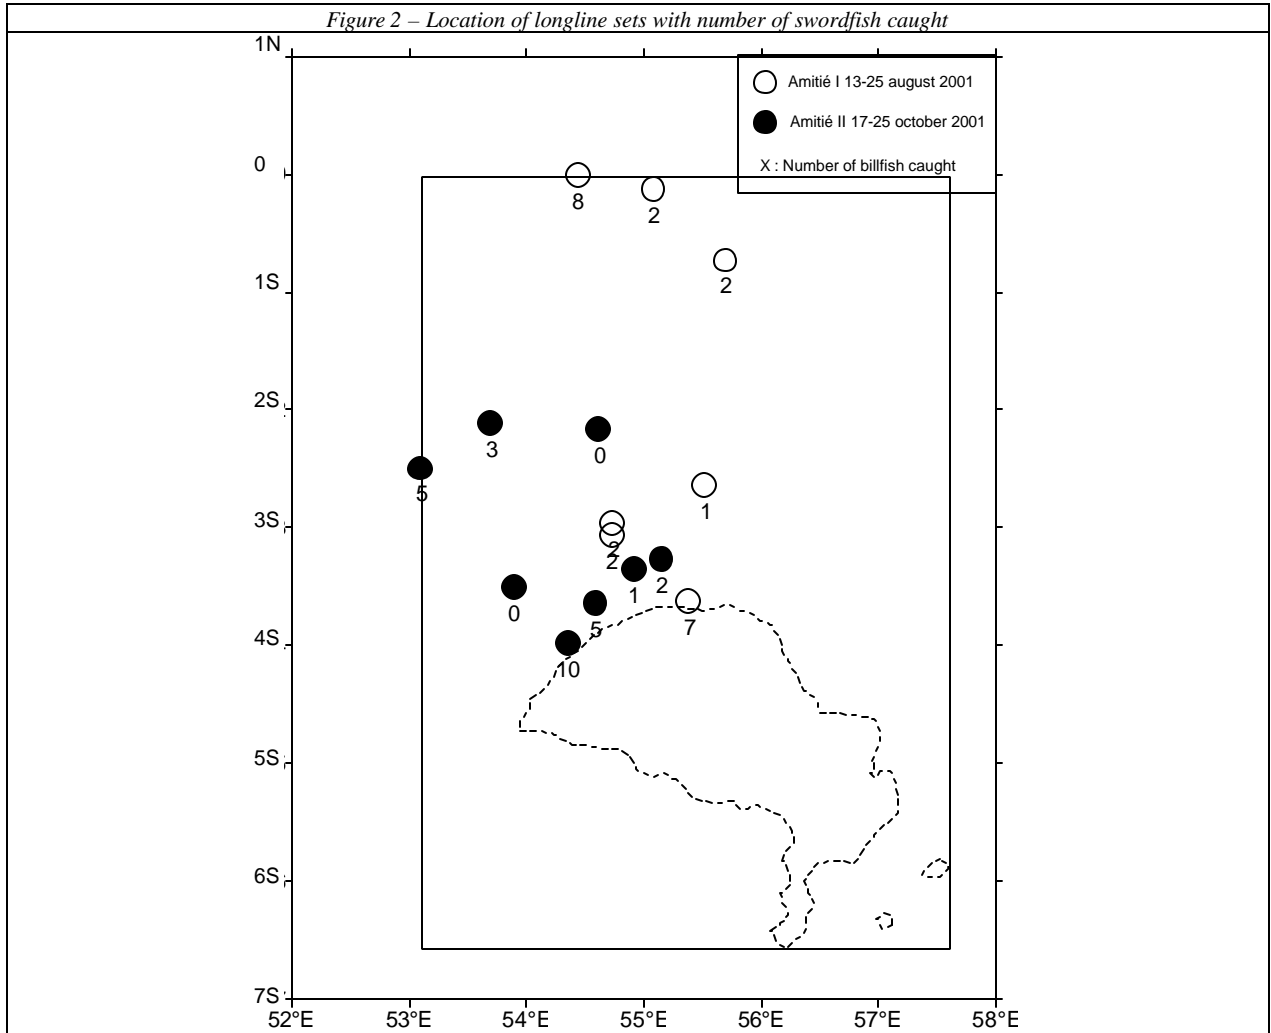 Figure 2 – Location of longline sets with number of swordfish caught
1N
Amitié I 13-25 august 2001
Amitié II 17-25 october 2001
X : Number of billfish caught
0
8
2
2
1S
2S
3
0
5
1
3S
2
2
1
2
0
5
7
4S
10
5S
6S
7S
52°E
53°E
54°E
55°E
56°E
57°E
58°E